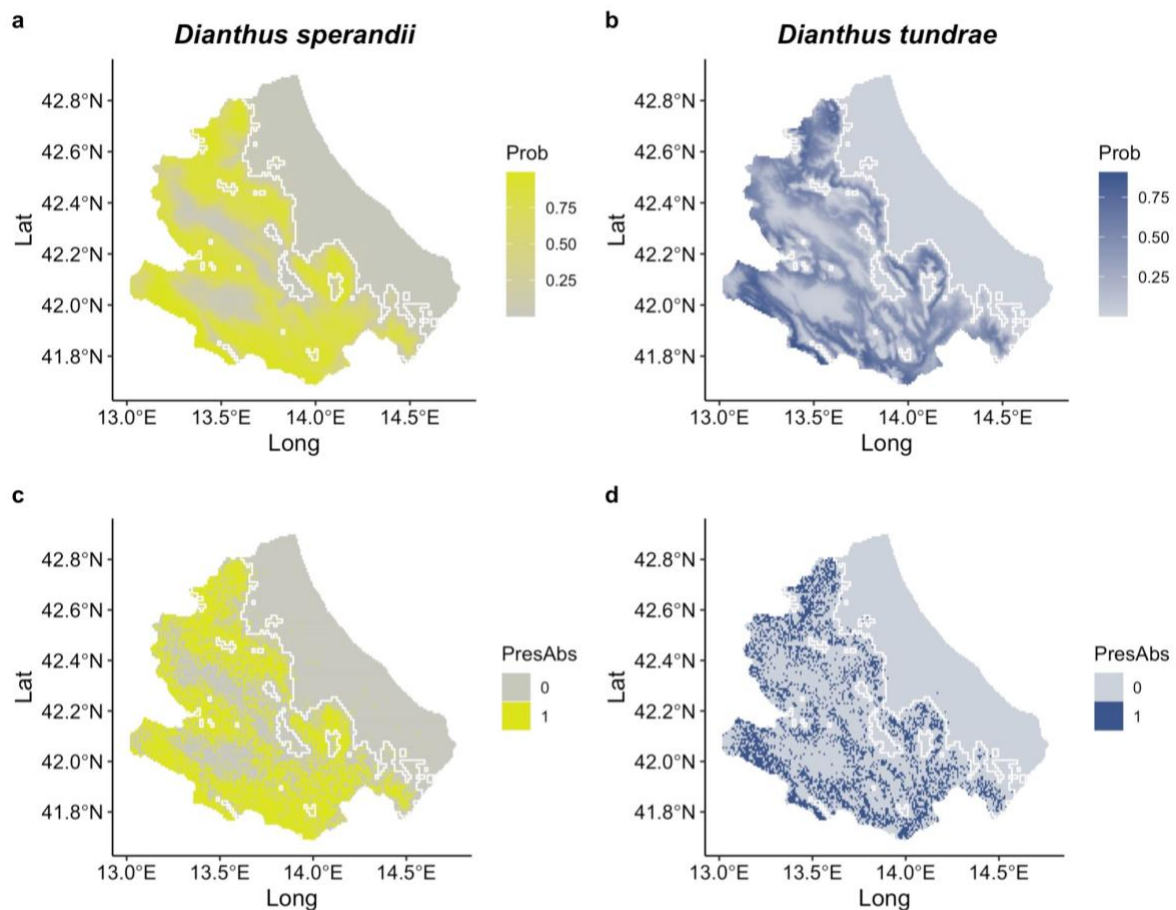 a
Dianthus sperandii
42.8°N
42.6°N
42.4°N
42.2°N
42.0°N
41.8°N
Lat
13.0°E 13.5°E 14.0°E 14.5°E
Long
Prob
0.75
0.50
0.25
b
Dianthus tundrae
42.8°N
42.6°N
42.4°N
42.2°N
42.0°N
41.8°N
Lat
13.0°E 13.5°E 14.0°E 14.5°E
Long
Prob
0.75
0.50
0.25
c
42.8°N
42.6°N
42.4°N
42.2°N
42.0°N
41.8°N
Lat
13.0°E 13.5°E 14.0°E 14.5°E
Long
PresAbs
0
1
d
42.8°N
42.6°N
42.4°N
42.2°N
42.0°N
41.8°N
Lat
13.0°E 13.5°E 14.0°E 14.5°E
Long
PresAbs
0
1